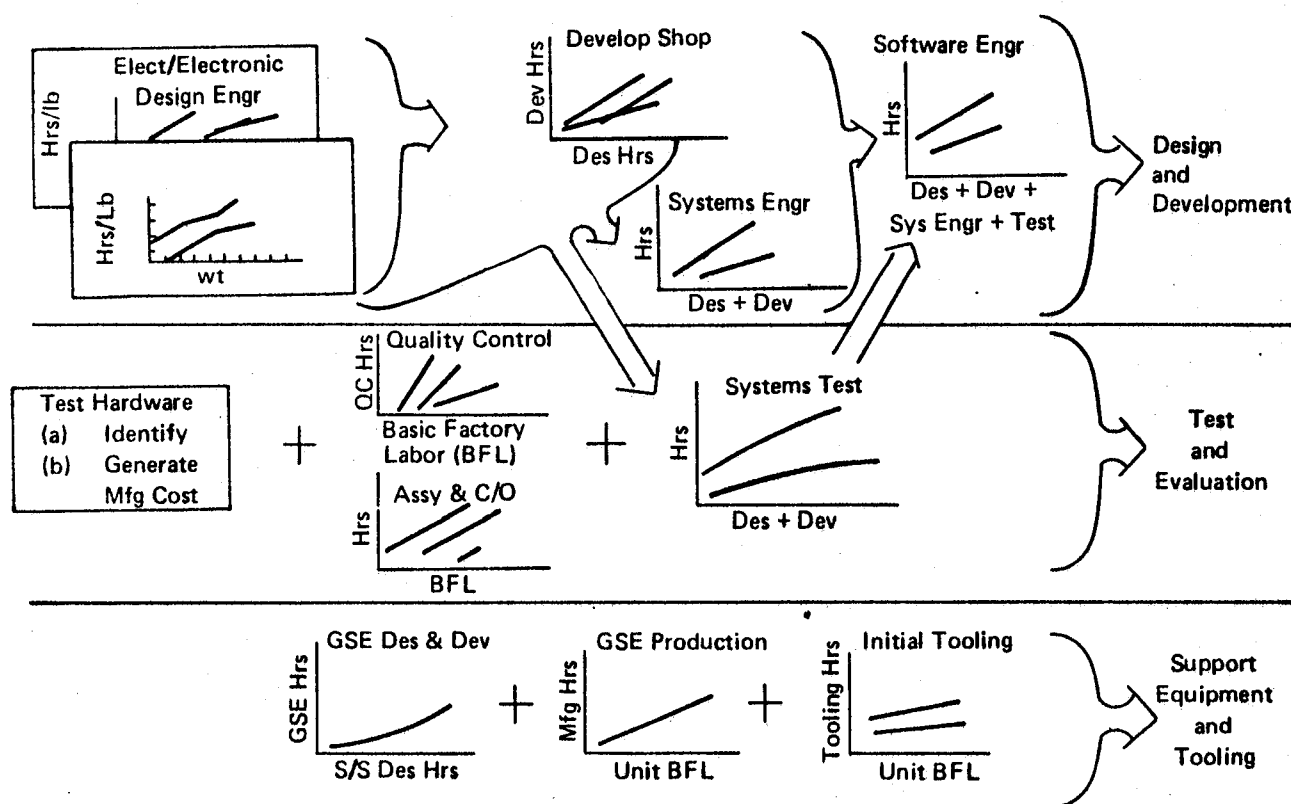 Elect/Electronic
Design Engr
Hrs/lb
Hrs/Lb
wt
Develop Shop
Dev Hrs
Des Hrs
Systems Engr
Hrs
Des + Dev
Software Engr
Hrs
Des + Dev +
Sys Engr + Test
Design
and
Development
Test Hardware
(a) Identify
(b) Generate
Mfg Cost
+
Quality Control
QC Hrs
Basic Factory
Labor (BFL)
Assy & C/O
Hrs
BFL
+
Systems Test
Hrs
Des + Dev
Test
and
Evaluation
GSE Des & Dev
GSE Hrs
S/S Des Hrs
+
GSE Production
Mfg Hrs
Unit BFL
+
Initial Tooling
Tooling Hrs
Unit BFL
Support
Equipment
and
Tooling